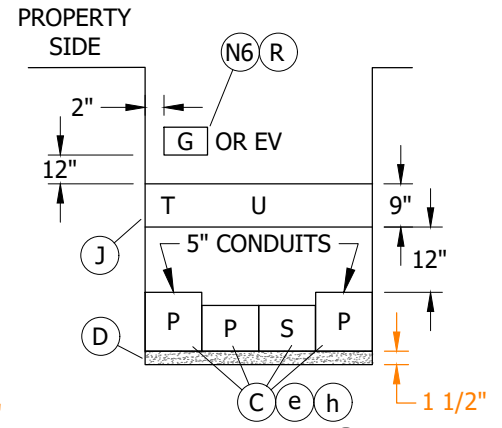 PROPERTY
SIDE
N6 R
2"
G OR EV
12"
T U 9"
J
5" CONDUITS 12"
P P S P
D
C e h
1 1/2"